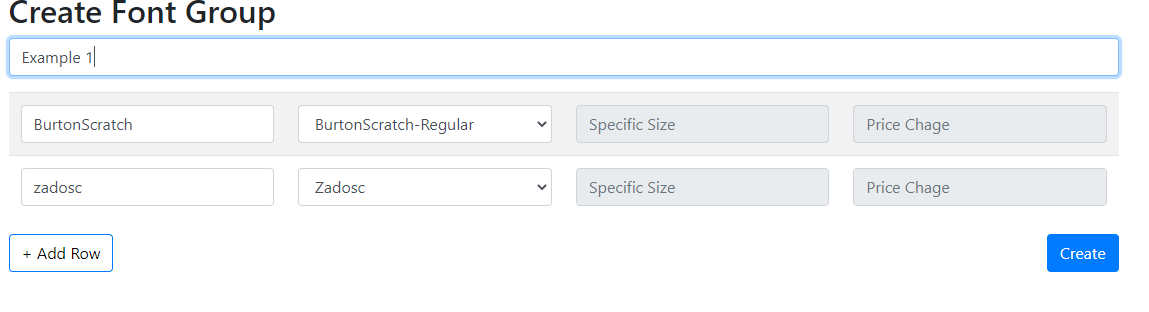 Create Font Group
Example 1
BurtonScratch BurtonScratch-Regular Specific Size Price Chage
zadosc Zadosc Specific Size Price Chage
+ Add Row Create